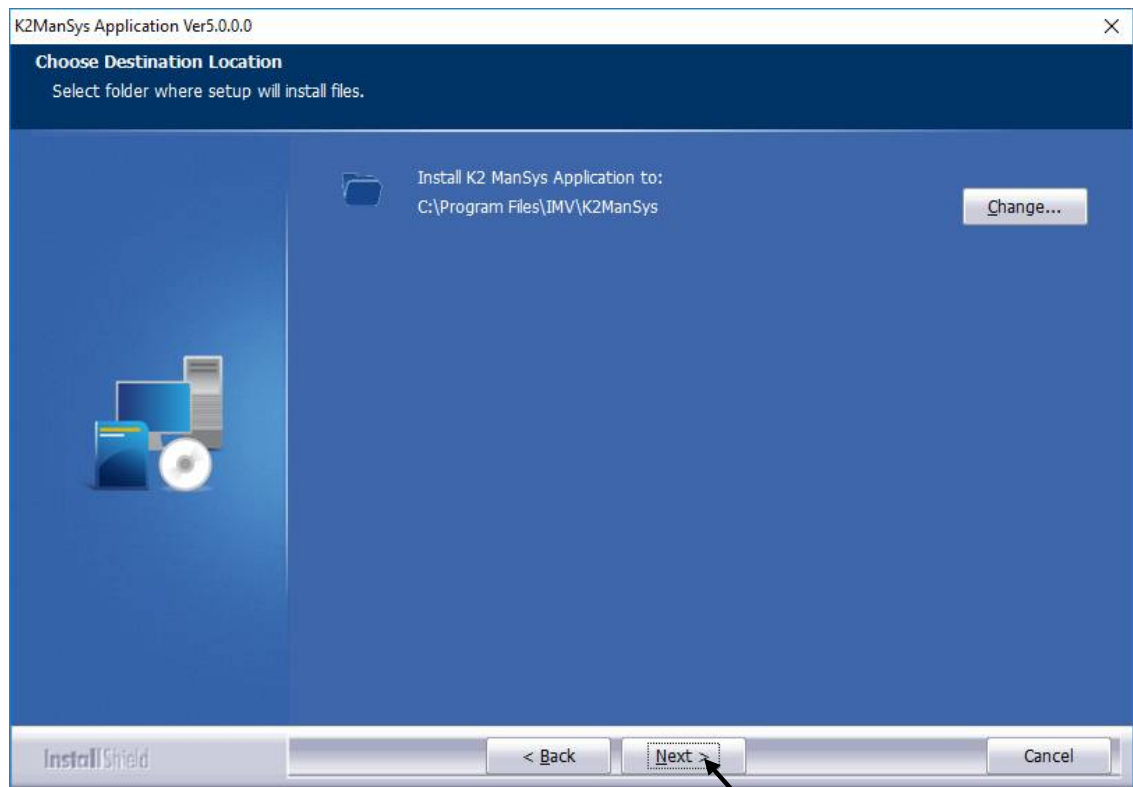 K2ManSys Application Ver5.0.0.0
Choose Destination Location
Select folder where setup will install files.
Install K2 ManSys Application to:
C:\Program Files\IMV\K2ManSys
Change...
InstallShield
< Back
Next >
Cancel